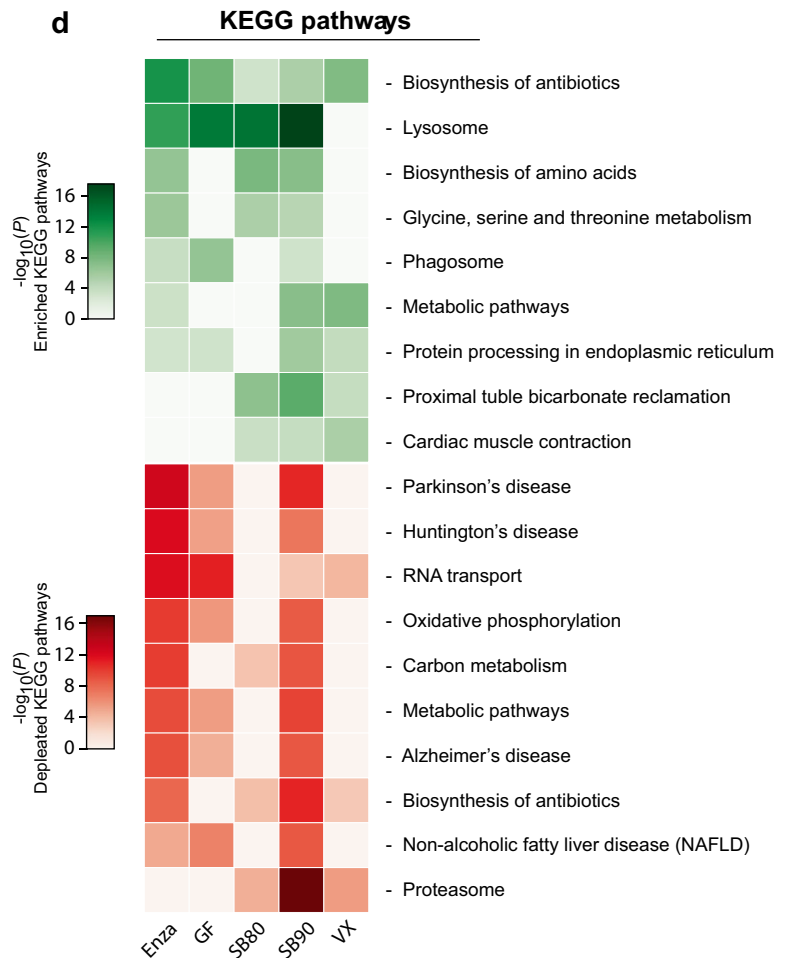 d
KEGG pathways
- Biosynthesis of antibiotics
- Lysosome
- Biosynthesis of amino acids
- Glycine, serine and threonine metabolism
- Phagosome
- Metabolic pathways
- Protein processing in endoplasmic reticulum
- Proximal tuble bicarbonate reclamation
- Cardiac muscle contraction
- Parkinson's disease
- Huntington's disease
- RNA transport
- Oxidative phosphorylation
- Carbon metabolism
- Metabolic pathways
- Alzheimer's disease
- Biosynthesis of antibiotics
- Non-alcoholic fatty liver disease (NAFLD)
- Proteasome
-log10(P)
Enriched KEGG pathways
16
12
8
4
0
-log10(P)
Depleated KEGG pathways
16
12
8
4
0
Enza
GF
SB80
SB90
VX